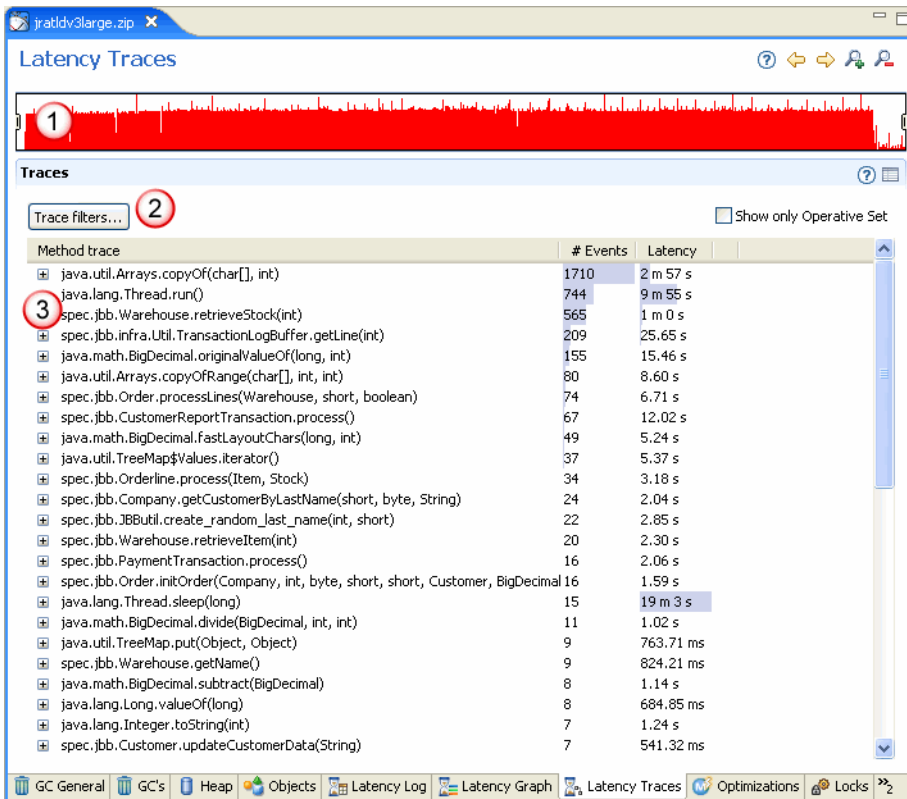 jratldv3large.zip
Latency Traces
1
Traces
Trace filters...
2
Show only Operative Set
Method trace # Events Latency
java.util.Arrays.copyOf(char[], int) 1710 2 m 57 s
java.lang.Thread.run() 744 9 m 55 s
3
spec.jbb.Warehouse.retrieveStock(int) 565 1 m 0 s
spec.jbb.infra.Util.TransactionLogBuffer.getLine(int) 209 25.65 s
java.math.BigDecimal.originalValueOf(long, int) 155 15.46 s
java.util.Arrays.copyOfRange(char[], int, int) 80 8.60 s
spec.jbb.Order.processLines(Warehouse, short, boolean) 74 6.71 s
spec.jbb.CustomerReportTransaction.process() 67 12.02 s
java.math.BigDecimal.fastLayoutChars(long, int) 49 5.24 s
java.util.TreeMap$Values.iterator() 37 5.37 s
spec.jbb.Orderline.process(Item, Stock) 34 3.18 s
spec.jbb.Company.getCustomerByLastName(short, byte, String) 24 2.04 s
spec.jbb.JBButil.create_random_last_name(int, short) 22 2.85 s
spec.jbb.Warehouse.retrieveItem(int) 20 2.30 s
spec.jbb.PaymentTransaction.process() 16 2.06 s
spec.jbb.Order.initOrder(Company, int, byte, short, short, Customer, BigDecimal 16 1.59 s
java.lang.Thread.sleep(long) 15 19 m 3 s
java.math.BigDecimal.divide(BigDecimal, int, int) 11 1.02 s
java.util.TreeMap.put(Object, Object) 9 763.71 ms
spec.jbb.Warehouse.getName() 9 824.21 ms
java.math.BigDecimal.subtract(BigDecimal) 8 1.14 s
java.lang.Long.valueOf(long) 8 684.85 ms
java.lang.Integer.toString(int) 7 1.24 s
spec.jbb.Customer.updateCustomerData(String) 7 541.32 ms
GC General GC's Heap Objects Latency Log Latency Graph Latency Traces Optimizations Locks »2